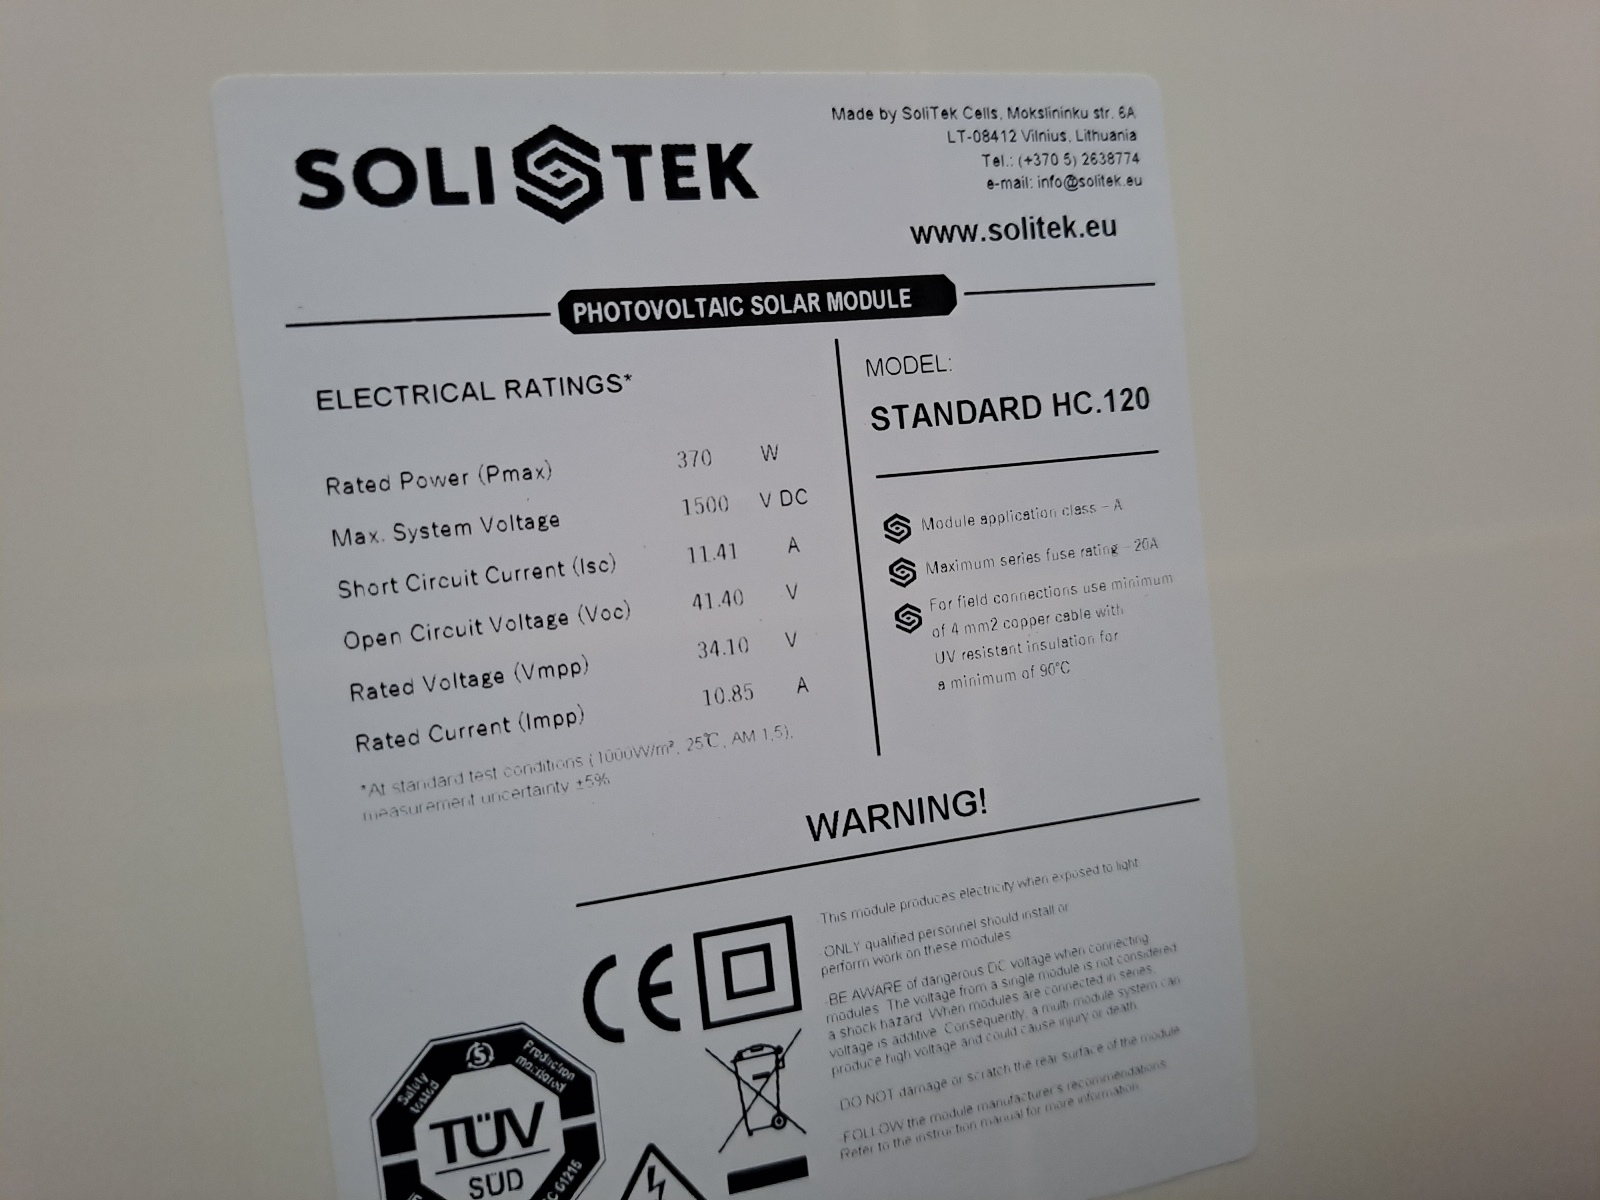 SOLITEK
Made by SoliTek Cells, Mokslininku str. 6A
LT-08412 Vilnius, Lithuania
Tel.: (+370 5) 2638774
e-mail: info@solitek.eu
www.solitek.eu
PHOTOVOLTAIC SOLAR MODULE
ELECTRICAL RATINGS*
Rated Power (Pmax) 370 W
Max. System Voltage 1500 V DC
Short Circuit Current (Isc) 11.41 A
Open Circuit Voltage (Voc) 41.40 V
Rated Voltage (Vmpp) 34.10 V
Rated Current (Impp) 10.85 A
*At standard test conditions (1000W/m², 25℃, AM 1,5),
measurement uncertainty ±5%
MODEL:
STANDARD HC.120
Module application class - A
Maximum series fuse rating - 20A
For field connections use minimum
of 4 mm2 copper cable with
UV resistant insulation for
a minimum of 90°C
WARNING!
This module produces electricity when exposed to light
ONLY qualified personnel should install or
perform work on these modules
BE AWARE of dangerous DC voltage when connecting
modules. The voltage from a single module is not considered
a shock hazard. When modules are connected in series,
voltage is additive. Consequently, a multi-module system can
produce high voltage and could cause injury or death.
DO NOT damage or scratch the rear surface of the module
FOLLOW the module manufacturer's recommendations
Refer to the instruction manual for more information
CE
Safety
tested
Production
monitored
TÜV
SÜD
C 61215